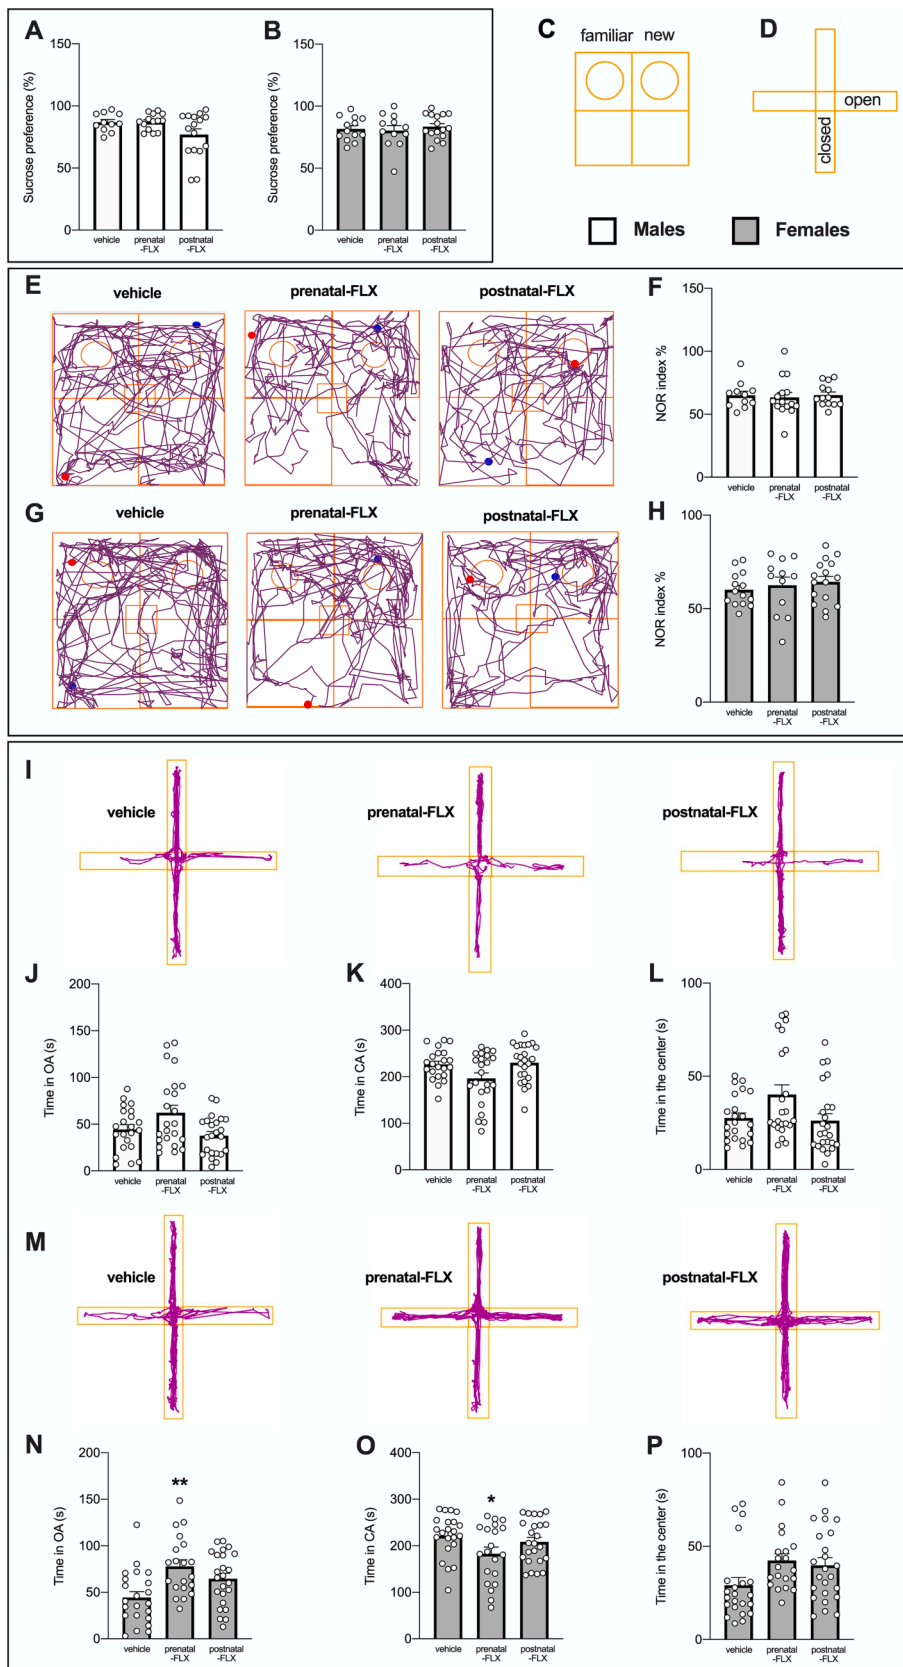 A
B
C
D
150
100
50
0
Sucrose preference (%)
vehicle
prenatal
-FLX
postnatal
-FLX
150
100
50
0
Sucrose preference (%)
vehicle
prenatal
-FLX
postnatal
-FLX
familiar new
open
closed
Males
Females
E
vehicle
prenatal-FLX
postnatal-FLX
F
150
100
50
0
NOR index %
vehicle
prenatal
-FLX
postnatal
-FLX
G
vehicle
prenatal-FLX
postnatal-FLX
H
100
50
0
NOR index %
vehicle
prenatal
-FLX
postnatal
-FLX
I
vehicle
prenatal-FLX
postnatal-FLX
J
200
150
100
50
0
Time in OA (s)
vehicle
prenatal
-FLX
postnatal
-FLX
K
400
300
200
100
0
Time in CA (s)
vehicle
prenatal
-FLX
postnatal
-FLX
L
100
50
0
Time in the center (s)
vehicle
prenatal
-FLX
postnatal
-FLX
M
vehicle
prenatal-FLX
postnatal-FLX
N
200
150
100
50
0
Time in OA (s)
**
vehicle
prenatal
-FLX
postnatal
-FLX
O
400
300
200
100
0
Time in CA (s)
*
vehicle
prenatal
-FLX
postnatal
-FLX
P
100
50
0
Time in the center (s)
vehicle
prenatal
-FLX
postnatal
-FLX